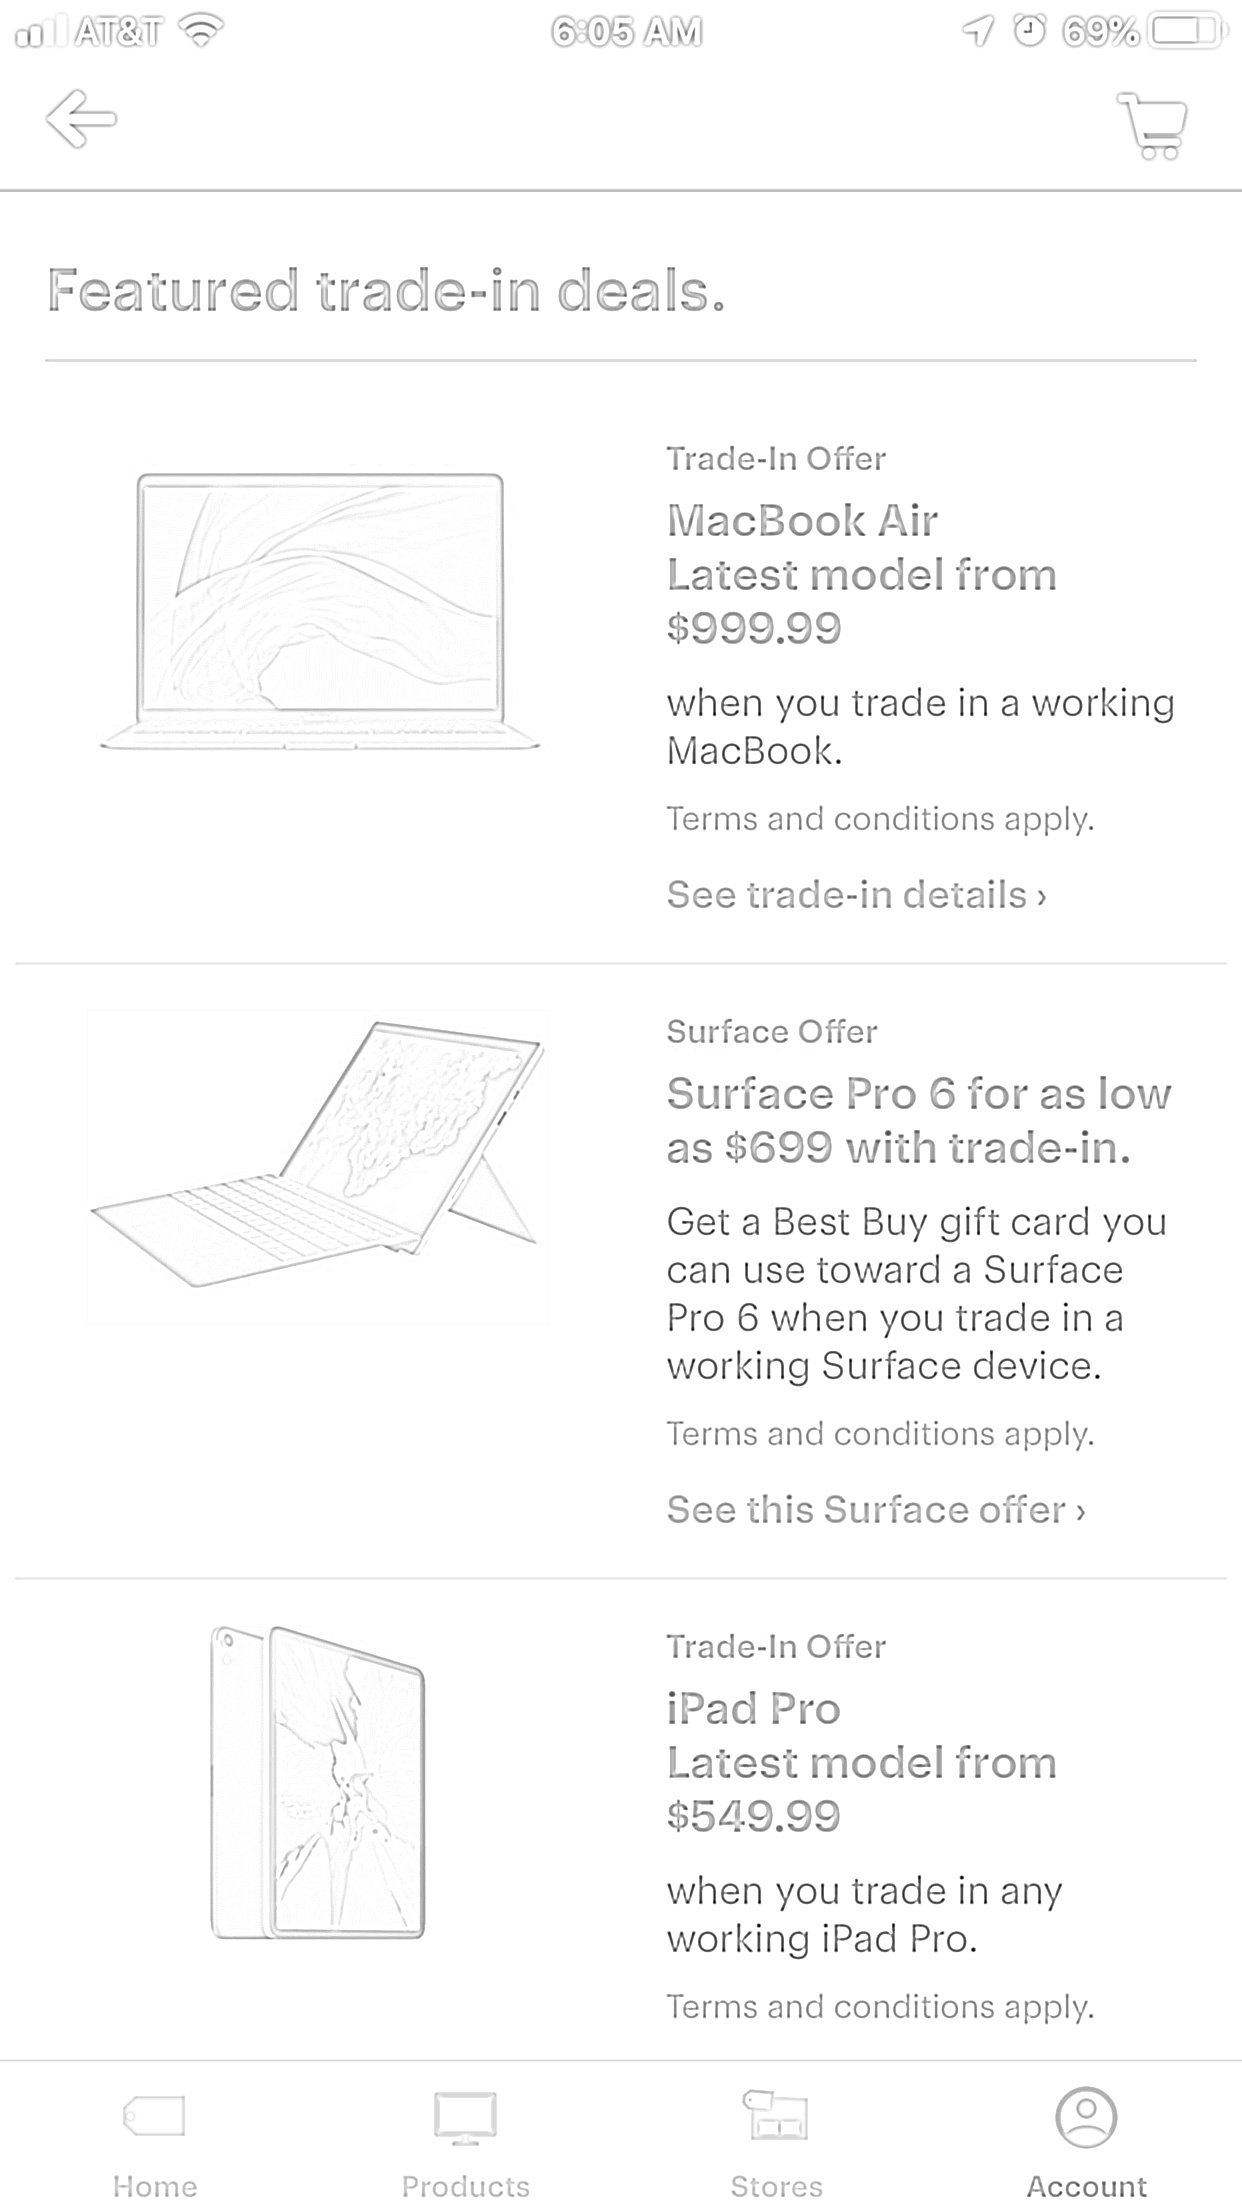 AT&T 6:05 AM 69%
Featured trade-in deals.
Trade-In Offer
MacBook Air
Latest model from
$999.99
when you trade in a working
MacBook.
Terms and conditions apply.
See trade-in details ›
Surface Offer
Surface Pro 6 for as low
as $699 with trade-in.
Get a Best Buy gift card you
can use toward a Surface
Pro 6 when you trade in a
working Surface device.
Terms and conditions apply.
See this Surface offer ›
Trade-In Offer
iPad Pro
Latest model from
$549.99
when you trade in any
working iPad Pro.
Terms and conditions apply.
Home Products Stores Account